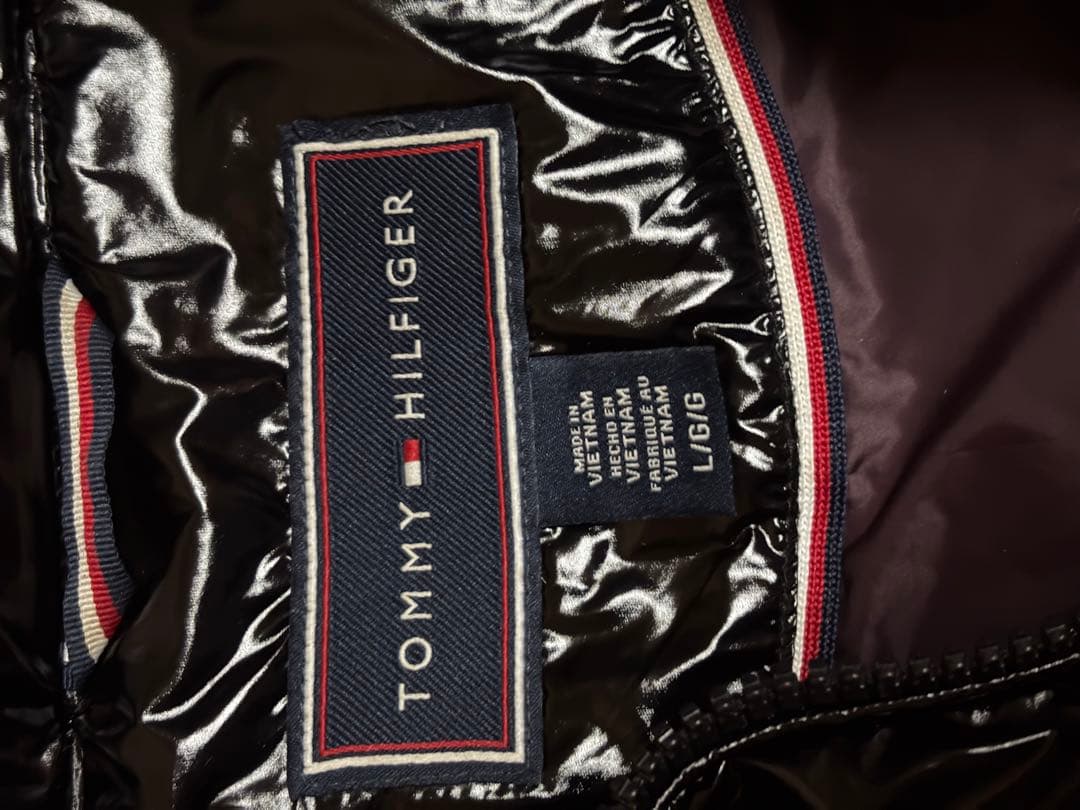 TOMMY HILFIGER
MADE IN
VIETNAM
HECHO EN
VIETNAM
FABRIQUÉ AU
VIETNAM
L/G/G